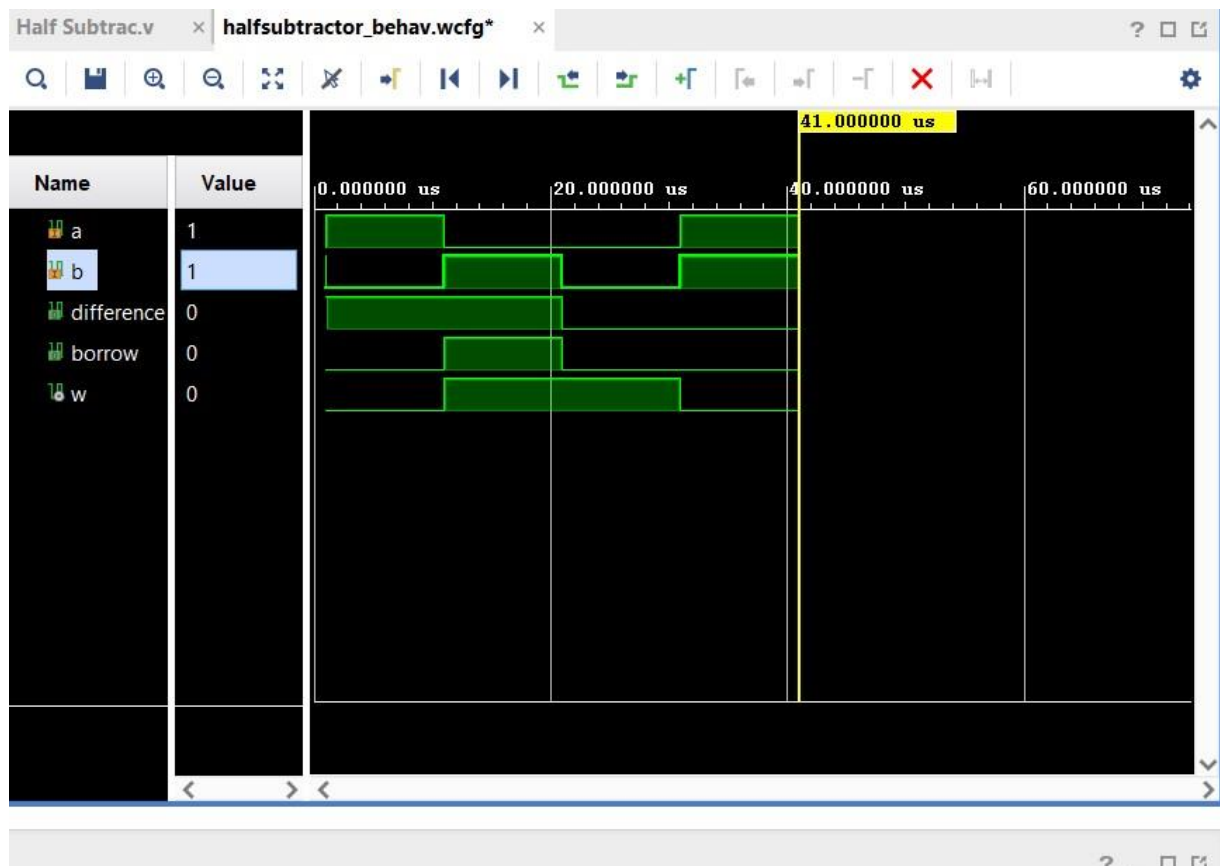 Half Subtrac.v × halfsubtractor_behav.wcfg* × ?
41.000000 us
Name Value 0.000000 us 20.000000 us 40.000000 us 60.000000 us
a 1
b 1
difference 0
borrow 0
w 0
?